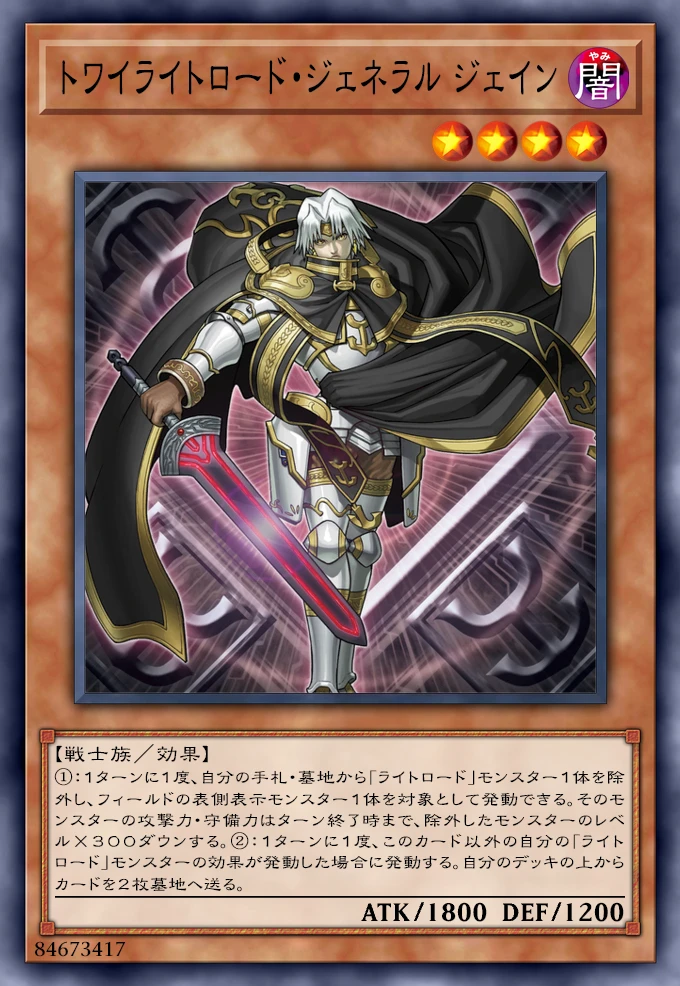 トワイライトロード・ジェネラル ジェイン
やみ
闇
【戦士族／効果】
①：１ターンに１度、自分の手札・墓地から「ライトロード」モンスター１体を除
外し、フィールドの表側表示モンスター１体を対象として発動できる。そのモ
ンスターの攻撃力・守備力はターン終了時まで、除外したモンスターのレベ
ル×３００ダウンする。②：１ターンに１度、このカード以外の自分の「ライト
ロード」モンスターの効果が発動した場合に発動する。自分のデッキの上から
カードを２枚墓地へ送る。
ATK/1800 DEF/1200
84673417